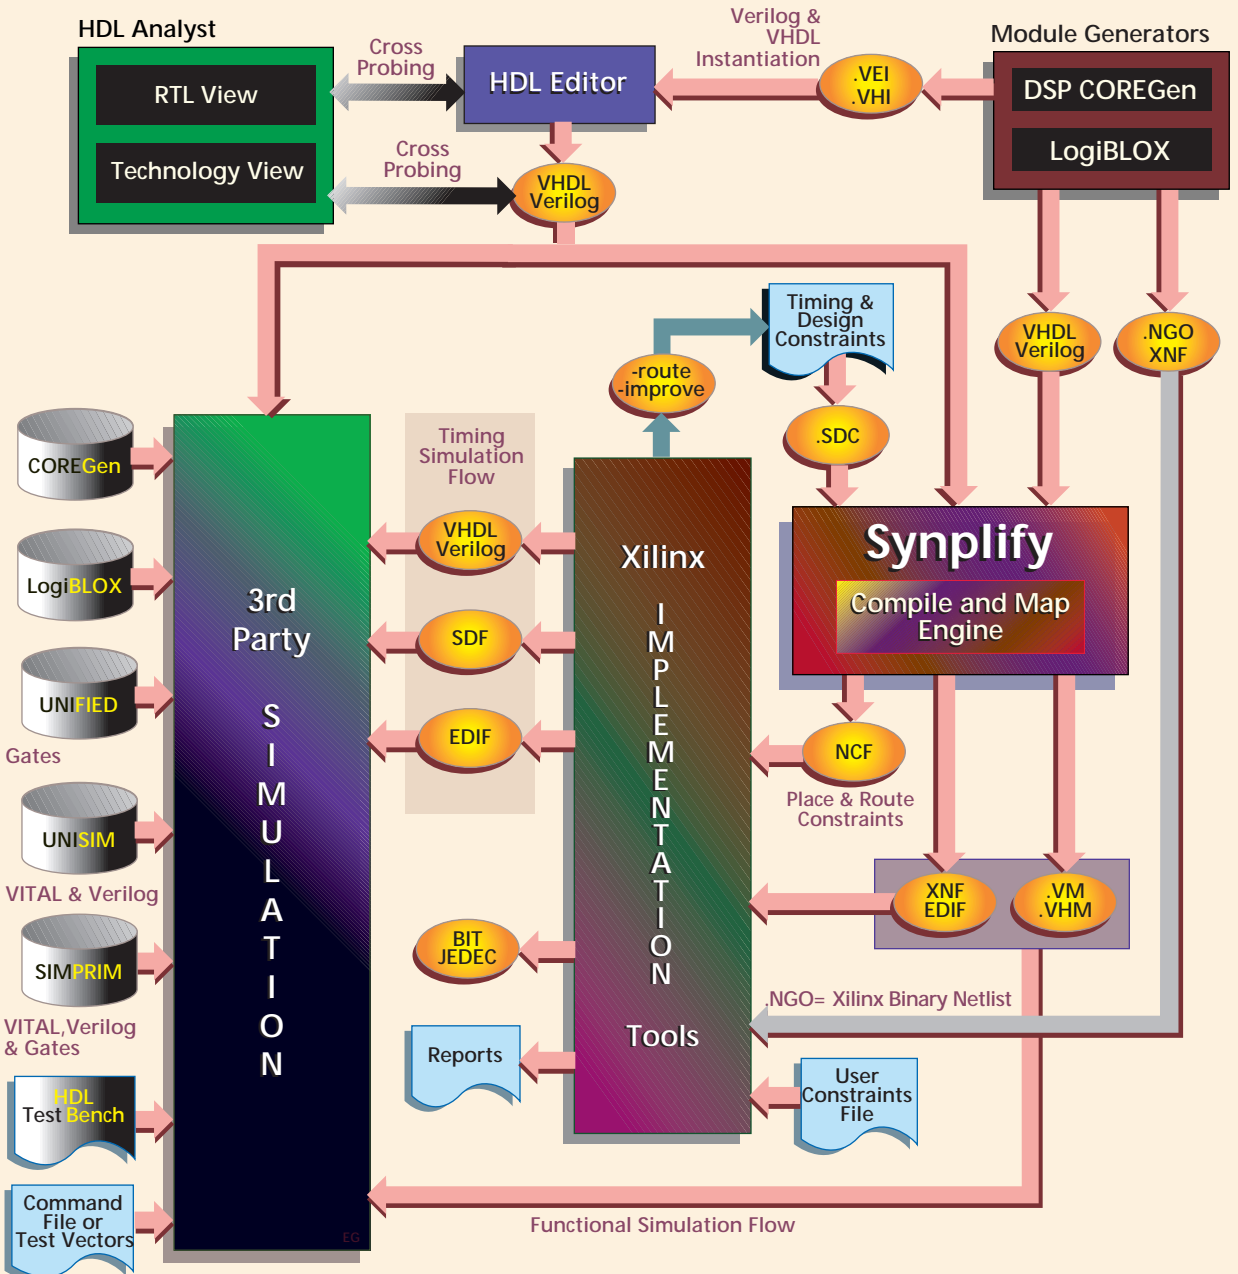 HDL Analyst
RTL View
Technology View
Cross
Probing
Cross
Probing
HDL Editor
VHDL
Verilog
Verilog &
VHDL
Instantiation
.VEI
.VHI
Module Generators
DSP COREGen
LogiBLOX
VHDL
Verilog
.NGO
XNF
Timing &
Design
Constraints
-route
-improve
.SDC
Synplify
Compile and Map
Engine
COREGen
LogiBLOX
UNIFIED
Gates
UNISIM
VITAL & Verilog
SIMPRIM
VITAL,Verilog
& Gates
HDL
Test Bench
Command
File or
Test Vectors
3rd
Party
SIMULATION
EG
Timing
Simulation
Flow
VHDL
Verilog
SDF
EDIF
BIT
JEDEC
Reports
Xilinx
IMPLEMENTATION
Tools
NCF
Place & Route
Constraints
XNF
EDIF
.VM
.VHM
.NGO= Xilinx Binary Netlist
User
Constraints
File
Functional Simulation Flow